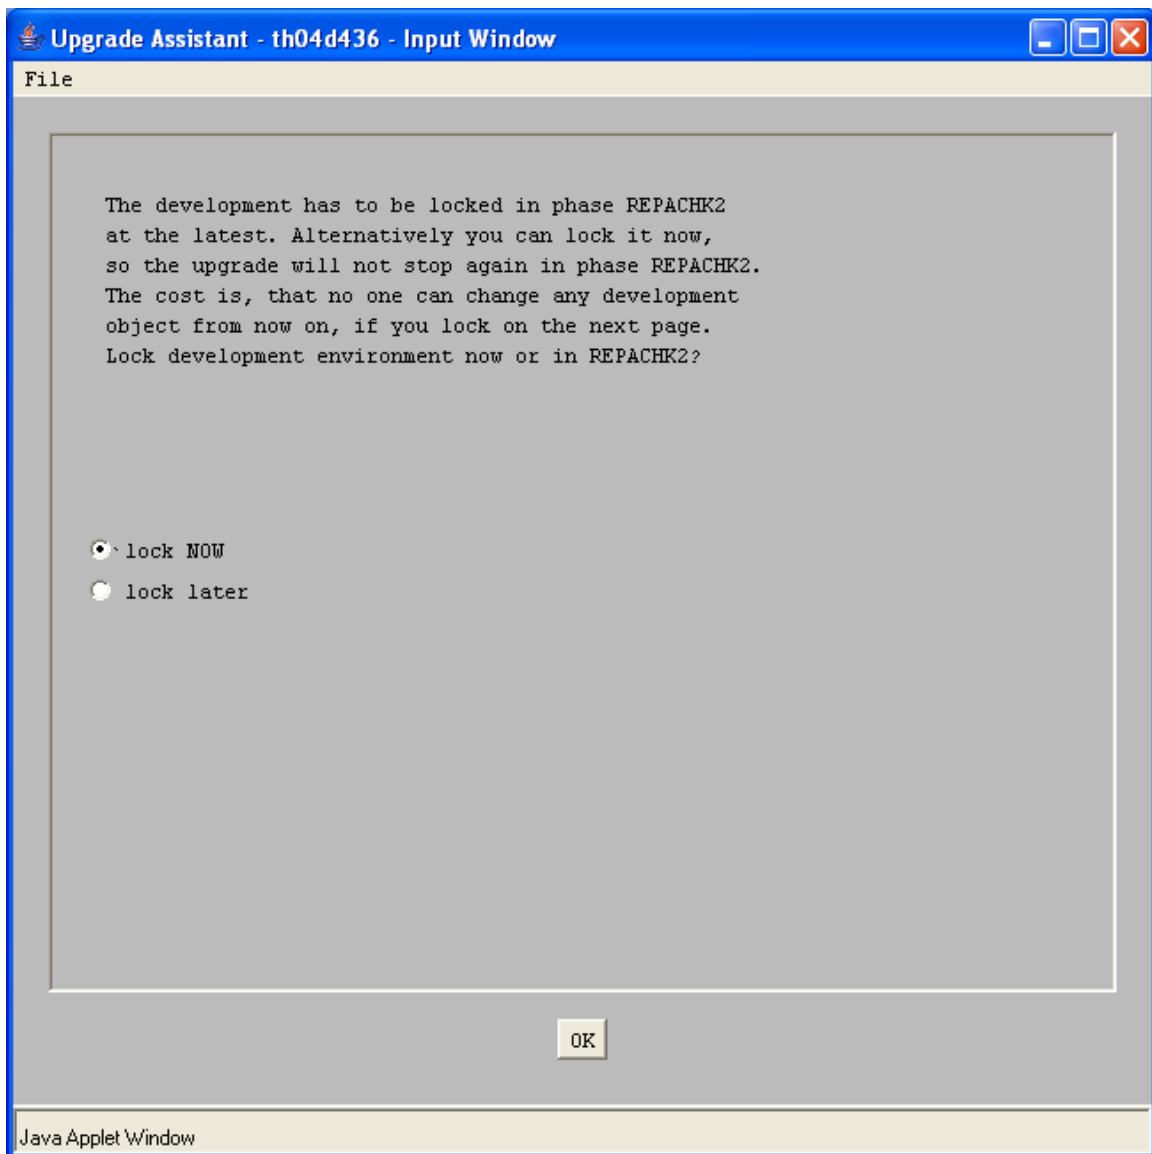 Upgrade Assistant - th04d436 - Input Window
File
The development has to be locked in phase REPACHK2
at the latest. Alternatively you can lock it now,
so the upgrade will not stop again in phase REPACHK2.
The cost is, that no one can change any development
object from now on, if you lock on the next page.
Lock development environment now or in REPACHK2?
lock NOW
lock later
OK
Java Applet Window